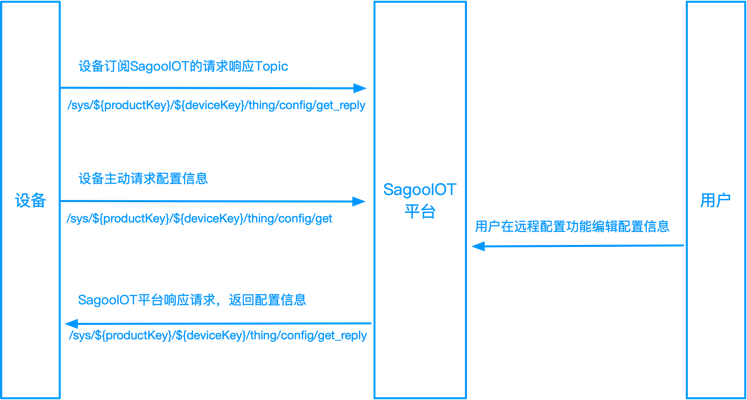 设备订阅SagooIOT的请求响应Topic
/sys/${productKey}/${deviceKey}/thing/config/get_reply
设备主动请求配置信息
设备
SagooIOT
平台
用户
/sys/${productKey}/${deviceKey}/thing/config/get
用户在远程配置功能编辑配置信息
SagooIOT平台响应请求，返回配置信息
/sys/${productKey}/${deviceKey}/thing/config/get_reply